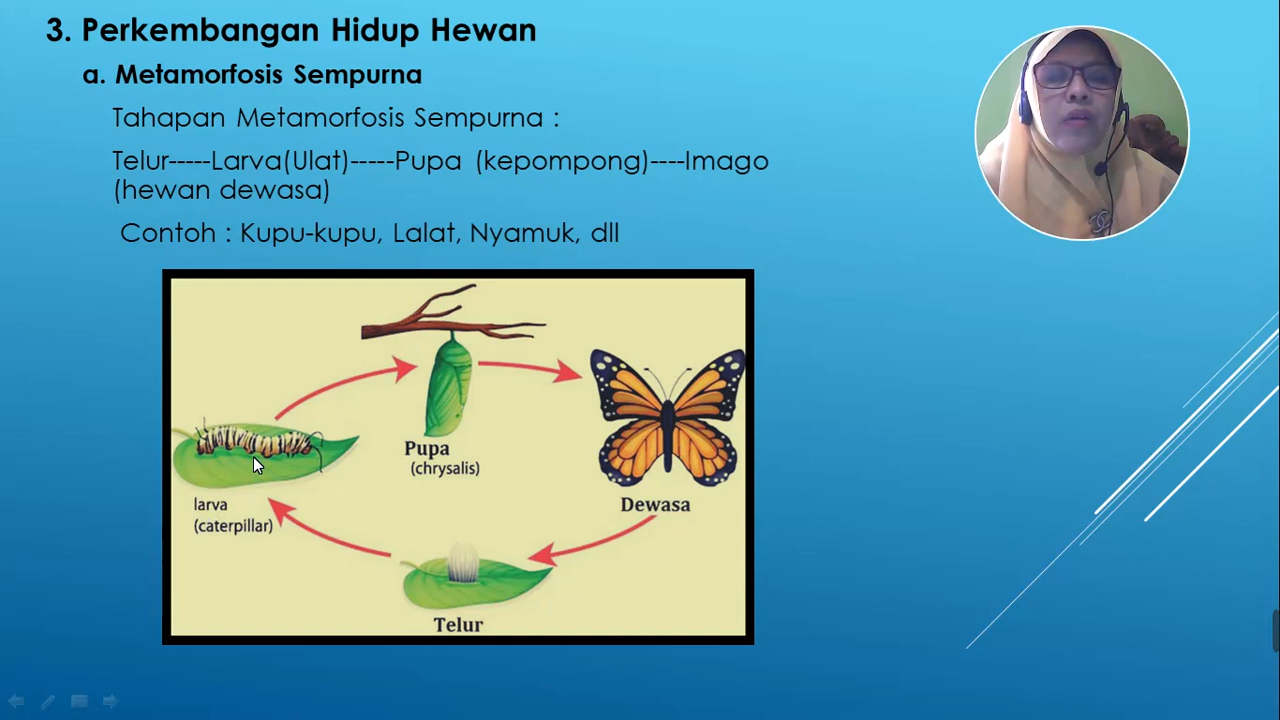 3. Perkembangan Hidup Hewan
a. Metamorfosis Sempurna
Tahapan Metamorfosis Sempurna :
Telur-----Larva(Ulat)-----Pupa (kepompong)----Imago
(hewan dewasa)
Contoh : Kupu-kupu, Lalat, Nyamuk, dll
Pupa
(chrysalis)
larva
(caterpillar)
Dewasa
Telur